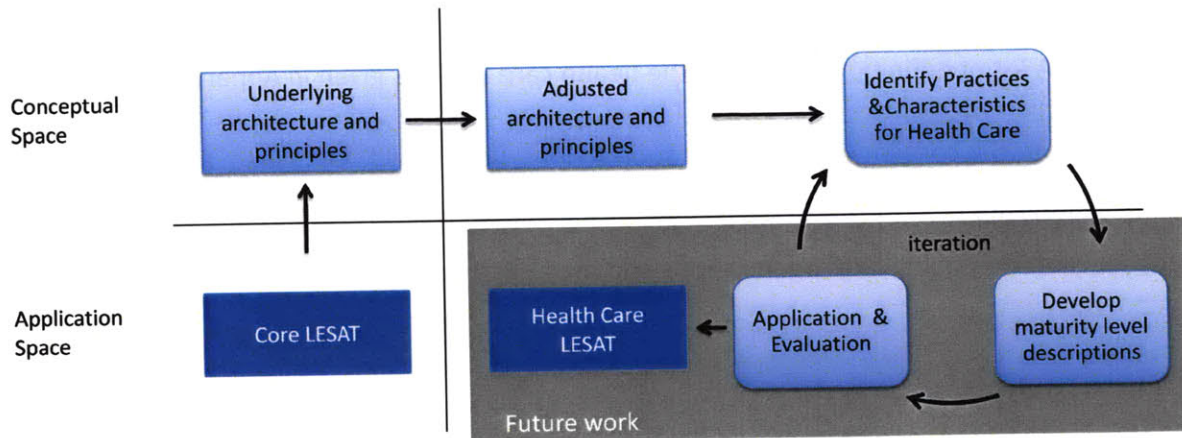 Conceptual
Space
Underlying
architecture and
principles
Adjusted
architecture and
principles
Identify Practices
&Characteristics
for Health Care
Application
Space
Core LESAT
iteration
Health Care
LESAT
Application &
Evaluation
Develop
maturity level
descriptions
Future work